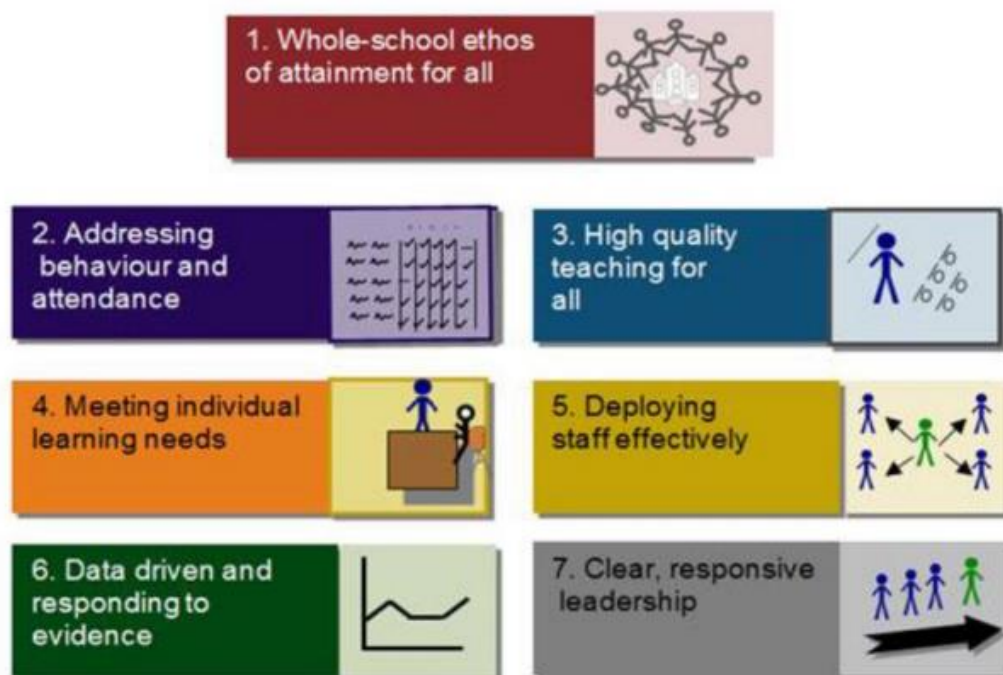 1. Whole-school ethos
of attainment for all
2. Addressing
behaviour and
attendance
3. High quality
teaching for
all
4. Meeting individual
learning needs
5. Deploying
staff effectively
6. Data driven and
responding to
evidence
7. Clear, responsive
leadership